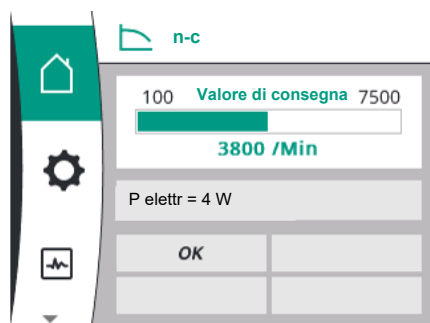 n-c
100 Valore di consegna 7500
3800 /Min
P elettr = 4 W
OK